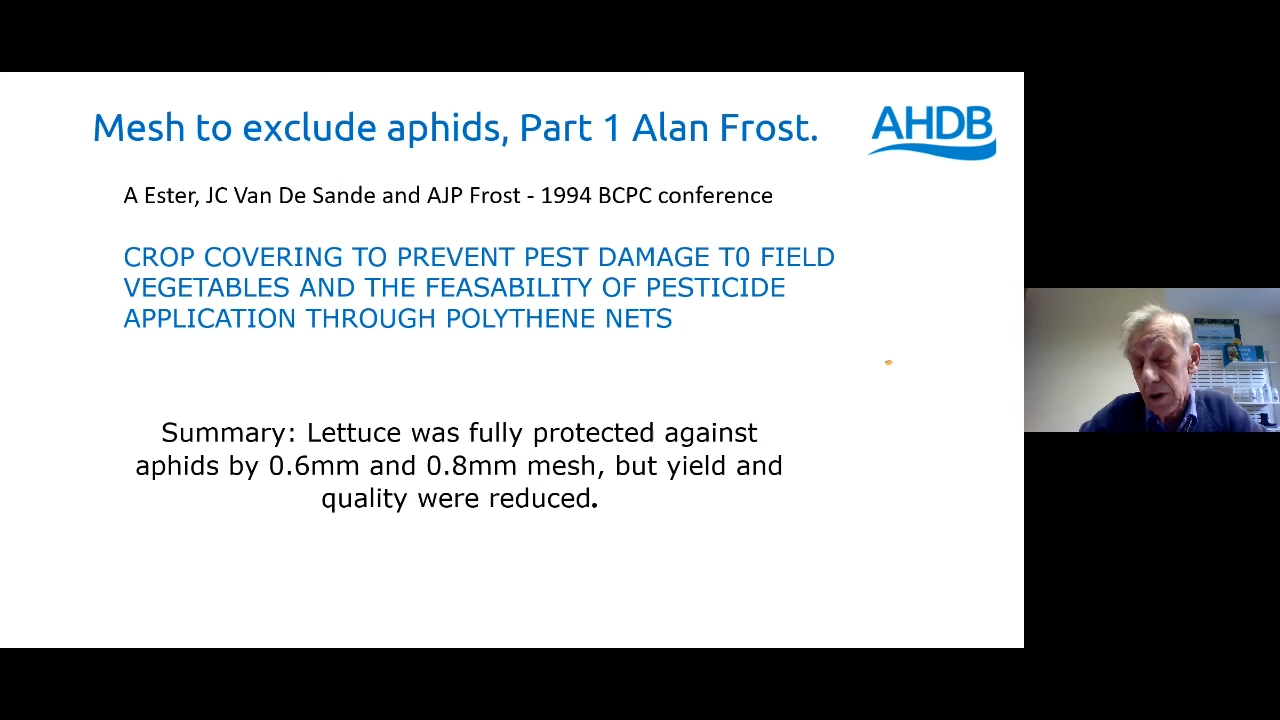 Mesh to exclude aphids, Part 1 Alan Frost.
AHDB
A Ester, JC Van De Sande and AJP Frost - 1994 BCPC conference
CROP COVERING TO PREVENT PEST DAMAGE T0 FIELD
VEGETABLES AND THE FEASABILITY OF PESTICIDE
APPLICATION THROUGH POLYTHENE NETS
Summary: Lettuce was fully protected against
aphids by 0.6mm and 0.8mm mesh, but yield and
quality were reduced.